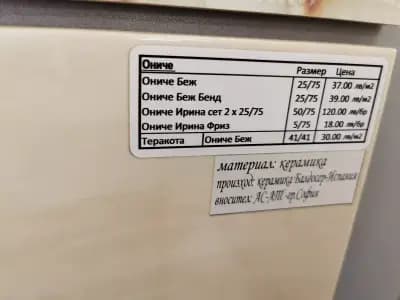 Ониче Размер Цена
Ониче Беж 25/75 37.00 лв/м2
Ониче Беж Бенд 25/75 39.00 лв/м2
Ониче Ирина сет 2 х 25/75 50/75 120.00 лв/бр
Ониче Ирина Фриз 5/75 18.00 лв/бр
Теракота Ониче Беж 41/41 30.00 лв/м2
материал: керамика
произход: керамика Балдокер-Испания
вносител: АС-АТЕ -гр.София